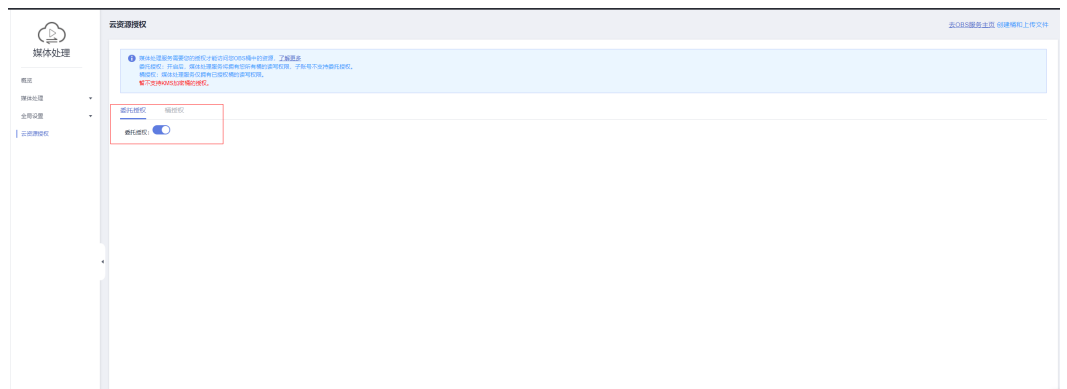 云资源授权
去OBS服务主页 创建桶和上传文件
媒体处理
概览
媒体处理
全局设置
云资源授权
媒体处理服务需要您的授权才能访问您OBS桶中的资源，了解更多
委托授权：开启后，媒体处理服务将拥有您所有桶的读写权限，子账号不支持委托授权。
桶授权：媒体处理服务仅拥有已授权桶的读写权限。
暂不支持KMS加密桶的授权。
委托授权 桶授权
委托授权：